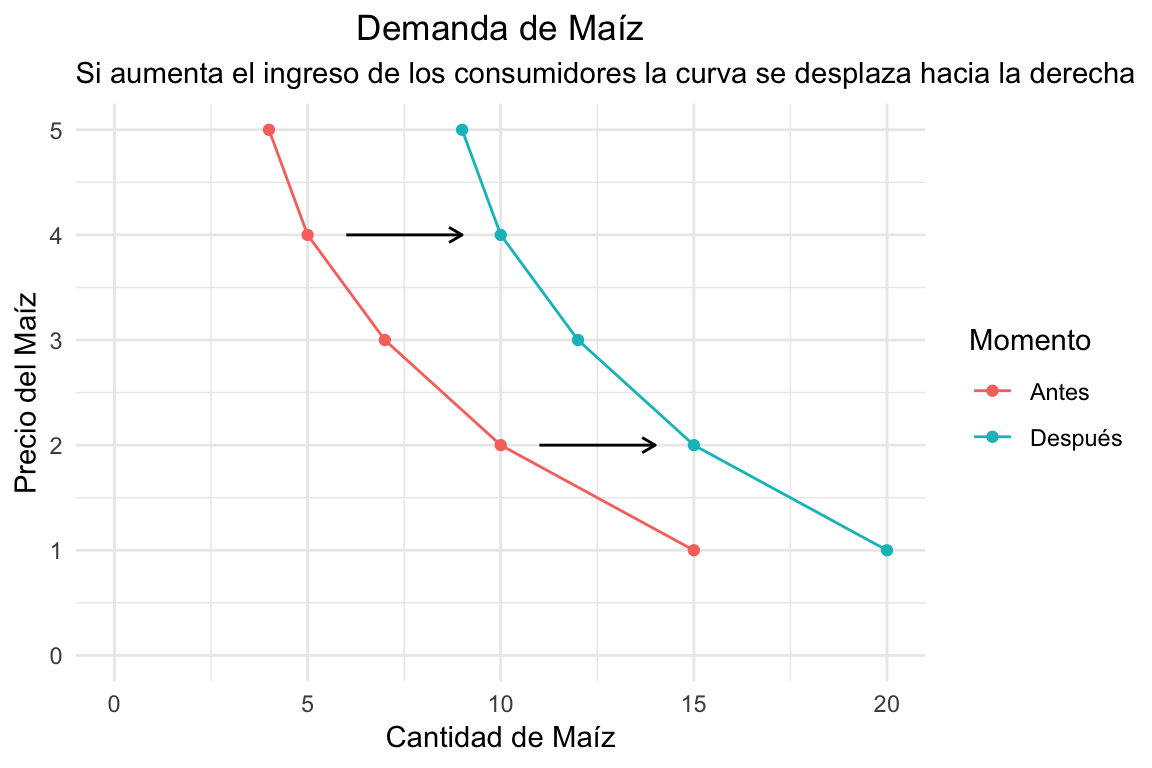 Demanda de Maíz
Si aumenta el ingreso de los consumidores la curva se desplaza hacia la derecha
5
4
3
2
1
0
Precio del Maíz
0 5 10 15 20
Cantidad de Maíz
Momento
Antes
Después